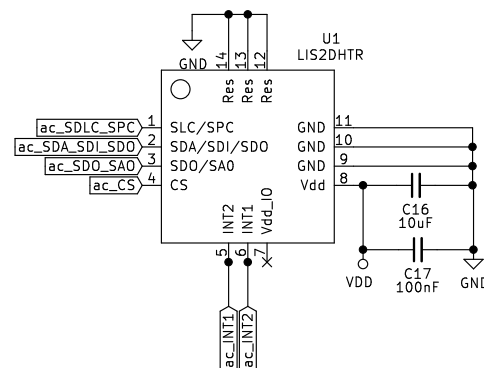 U1
LIS2DHTR
GND
14
13
12
Res
Res
Res
ac_SDLC_SPC
1
SLC/SPC
GND
11
ac_SDA_SDI_SDO
2
SDA/SDI/SDO
GND
10
ac_SDO_SAO
3
SDO/SA0
GND
9
ac_CS
4
CS
Vdd
8
INT2
INT1
Vdd_IO
5
6
7
C16
10uF
VDD
C17
100nF
GND
ac_INT1
ac_INT2